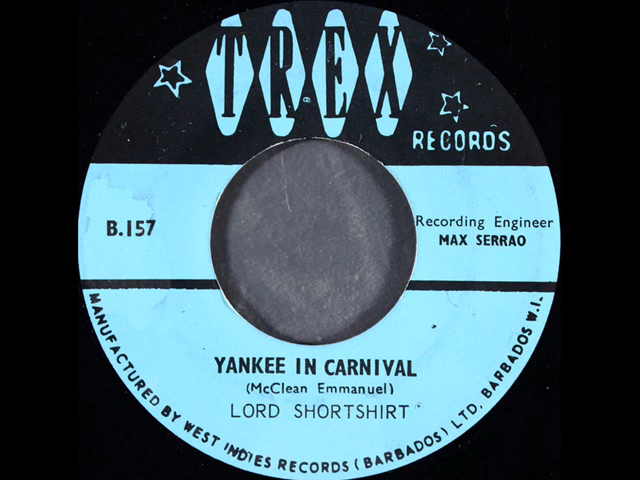 TREX
RECORDS
B.157
Recording Engineer
MAX SERRAO
YANKEE IN CARNIVAL
(McClean Emmanuel)
LORD SHORTSHIRT
MANUFACTURED BY WEST INDIES RECORDS (BARBADOS) LTD, BARBADOS W.I.